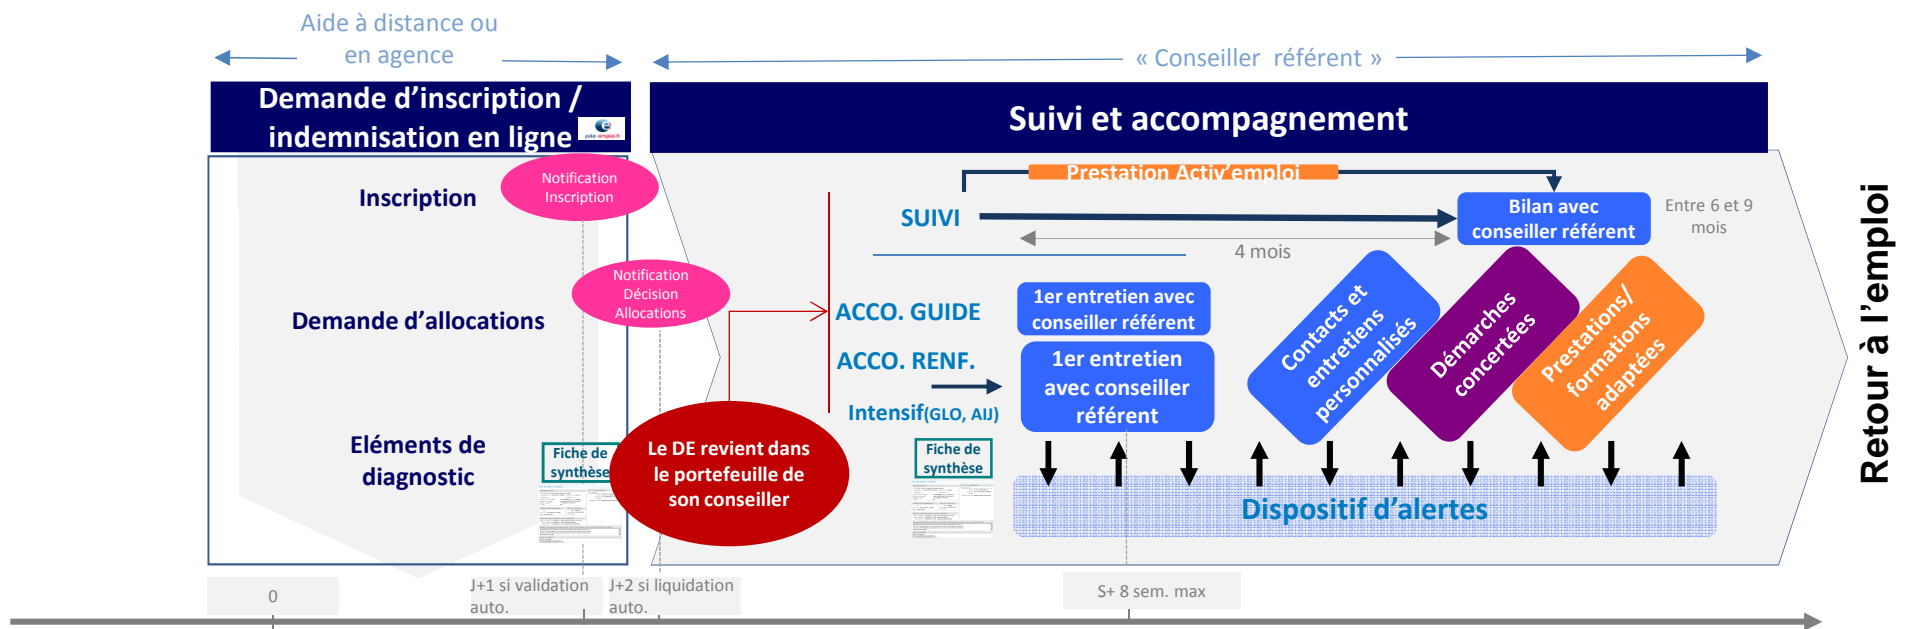 Aide à distance ou
en agence
« Conseiller référent »
Demande d'inscription /
indemnisation en ligne
pole-emploi.fr
Suivi et accompagnement
Inscription
Notification
Inscription
Demande d'allocations
Notification
Décision
Allocations
Eléments de
diagnostic
Fiche de
synthèse
Le DE revient dans
le portefeuille de
son conseiller
Prestation Activ'emploi
SUIVI
Bilan avec
conseiller référent
Entre 6 et 9
mois
4 mois
ACCO. GUIDE
1er entretien avec
conseiller référent
ACCO. RENF.
1er entretien
avec conseiller
référent
Intensif(GLO, AIJ)
Fiche de
synthèse
Contacts et
entretiens
personnalisés
Démarches
concertées
Prestations/
formations
adaptées
Dispositif d'alertes
Retour à l'emploi
0
J+1 si validation
auto.
J+2 si liquidation
auto.
S+ 8 sem. max